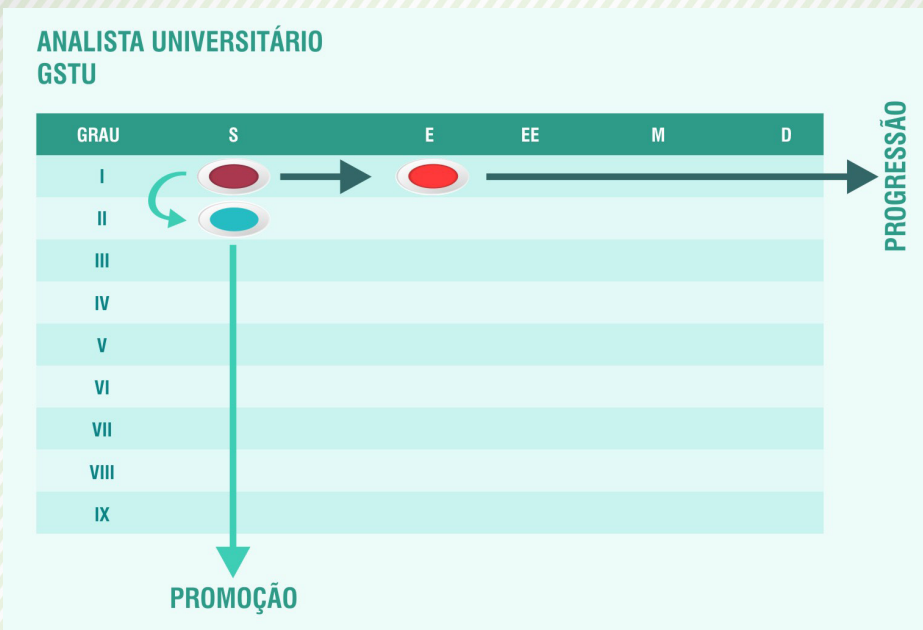 ANALISTA UNIVERSITÁRIO
GSTU
GRAU S E EE M D
I
II
III
IV
V
VI
VII
VIII
IX
PROGRESSÃO
PROMOÇÃO